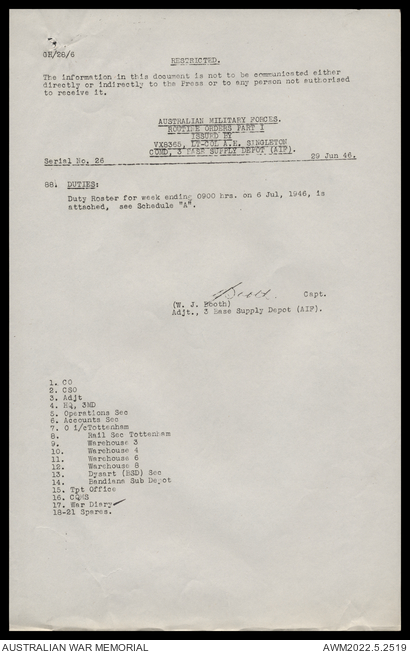 GE/28/6
RESTRICTED.
The information in this document is not to be communicated either
directly or indirectly to the Press or to any person not authorised
to receive it.
AUSTRALIAN MILITARY FORCES.
ROUTINE ORDERS PART I
ISSUED BY
VX8365, LT-COL A.E. SINGLETON
COMD, 3 BASE SUPPLY DEPOT (AIF).
Serial No. 26
29 Jun 46.
88. DUTIES:
Duty Roster for week ending 0900 hrs. on 6 Jul, 1946, is
attached, see Schedule "A".
Booth. Capt.
(W. J. Booth)
Adjt., 3 Base Supply Depot (AIF).
1. CO
2. CSO
3. Adjt
4. HQ, 3MD
5. Operations Sec
6. Accounts Sec
7. O i/cTottenham
8. Rail Sec Tottenham
9. Warehouse 3
10. Warehouse 4
11. Warehouse 6
12. Warehouse 8
13. Dysart (BSD) Sec
14. Bandiana Sub Depot
15. Tpt Office
16. CQMS
17. War Diary
18-21 Spares.
AUSTRALIAN WAR MEMORIAL
AWM2022.5.2519